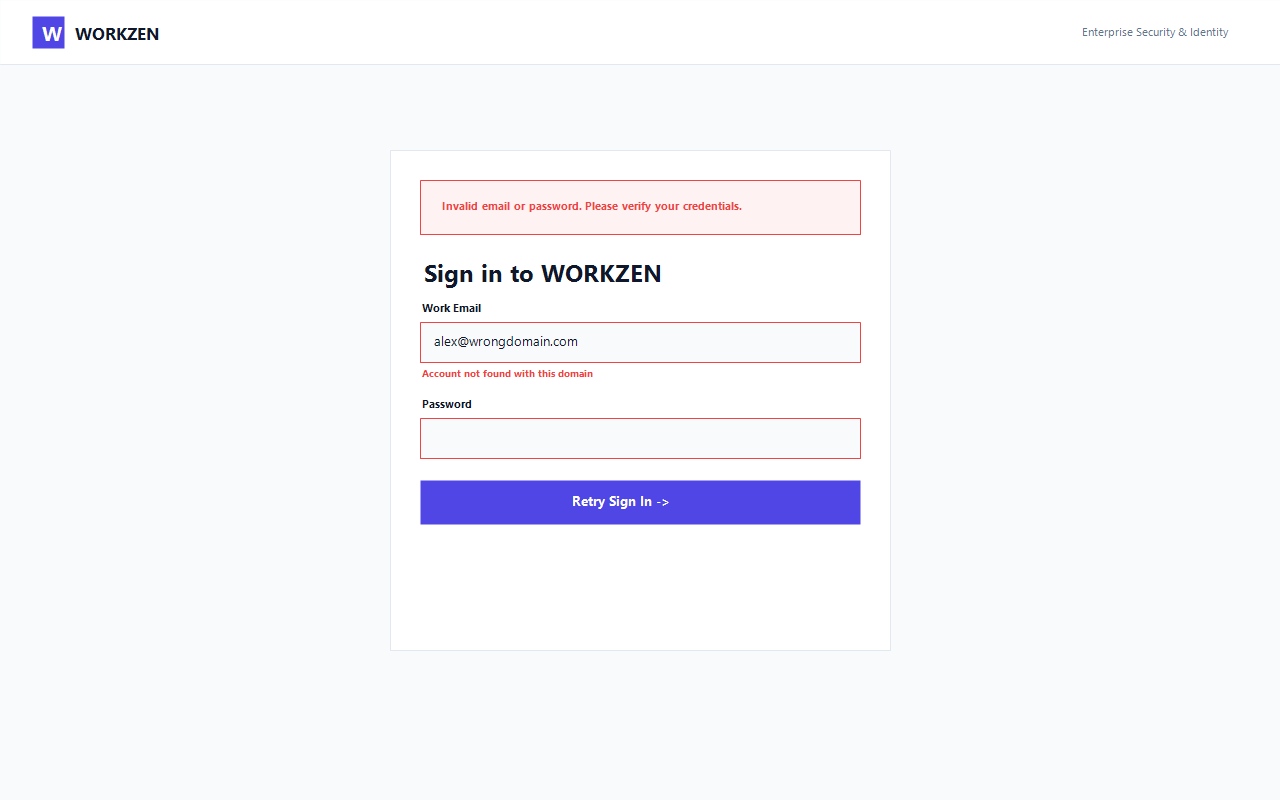 W WORKZEN
Enterprise Security & Identity
Invalid email or password. Please verify your credentials.
Sign in to WORKZEN
Work Email
alex@wrongdomain.com
Account not found with this domain
Password
Retry Sign In ->